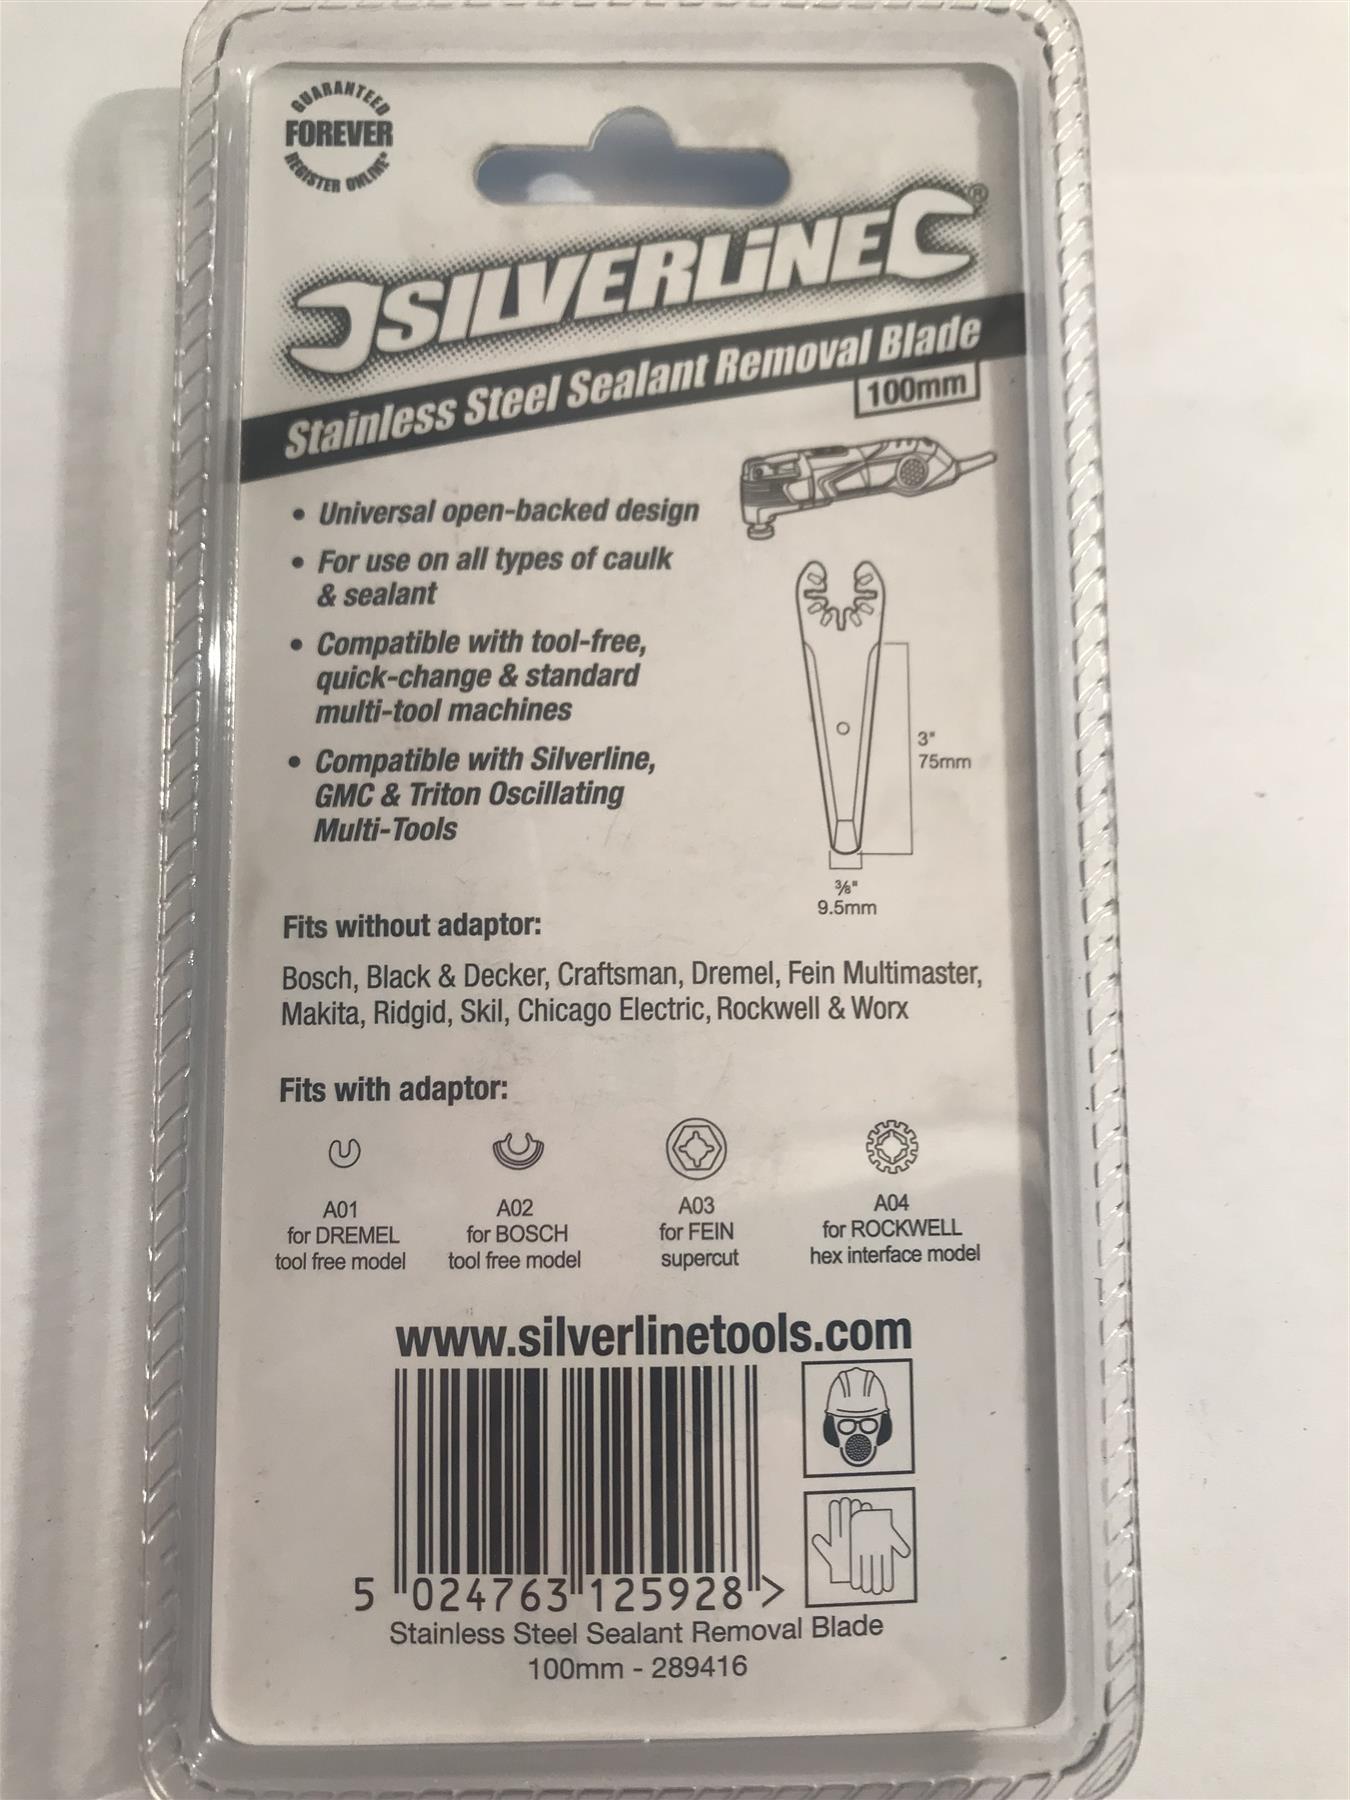 GUARANTEED
FOREVER
REGISTER ONLINE*
SILVERLINE®
Stainless Steel Sealant Removal Blade
100mm
• Universal open-backed design
• For use on all types of caulk
& sealant
• Compatible with tool-free,
quick-change & standard
multi-tool machines
• Compatible with Silverline,
GMC & Triton Oscillating
Multi-Tools
3"
75mm
⅜"
9.5mm
Fits without adaptor:
Bosch, Black & Decker, Craftsman, Dremel, Fein Multimaster,
Makita, Ridgid, Skil, Chicago Electric, Rockwell & Worx
Fits with adaptor:
A01
for DREMEL
tool free model
A02
for BOSCH
tool free model
A03
for FEIN
supercut
A04
for ROCKWELL
hex interface model
www.silverlinetools.com
5 024763 125928 >
Stainless Steel Sealant Removal Blade
100mm - 289416